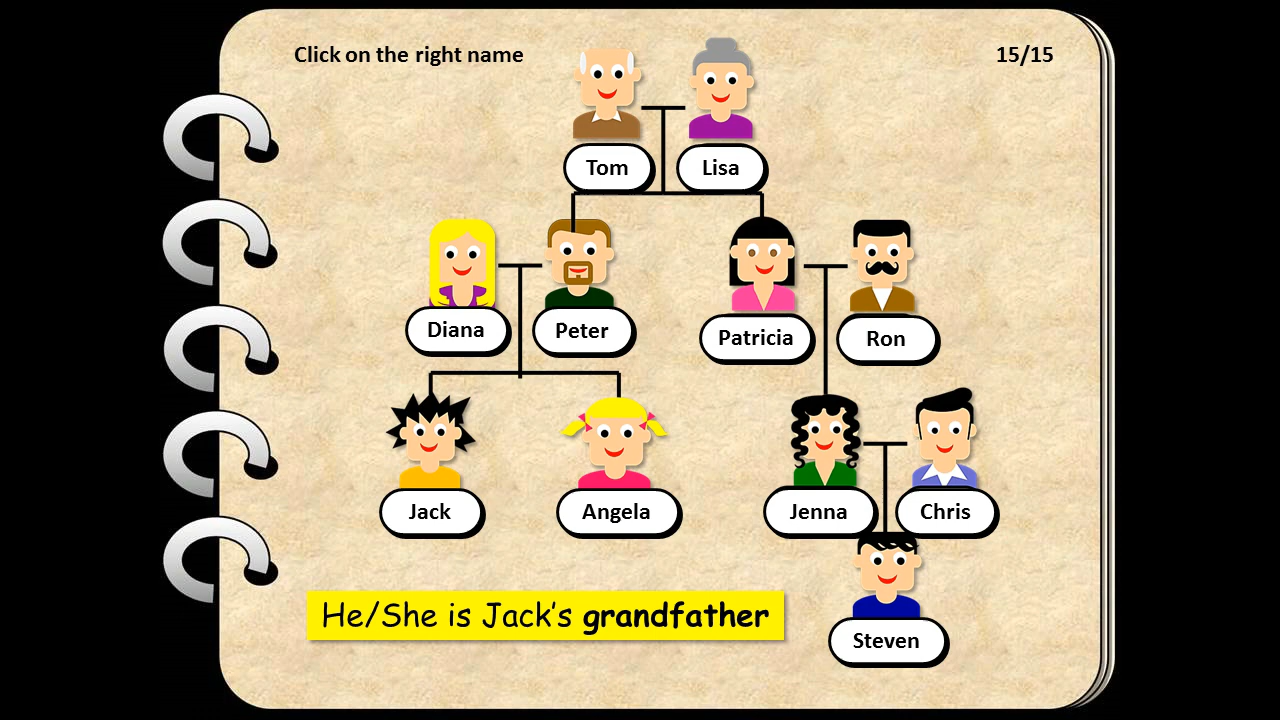 Click on the right name
15/15
Tom
Lisa
Diana
Peter
Patricia
Ron
Jack
Angela
Jenna
Chris
He/She is Jack's grandfather
Steven